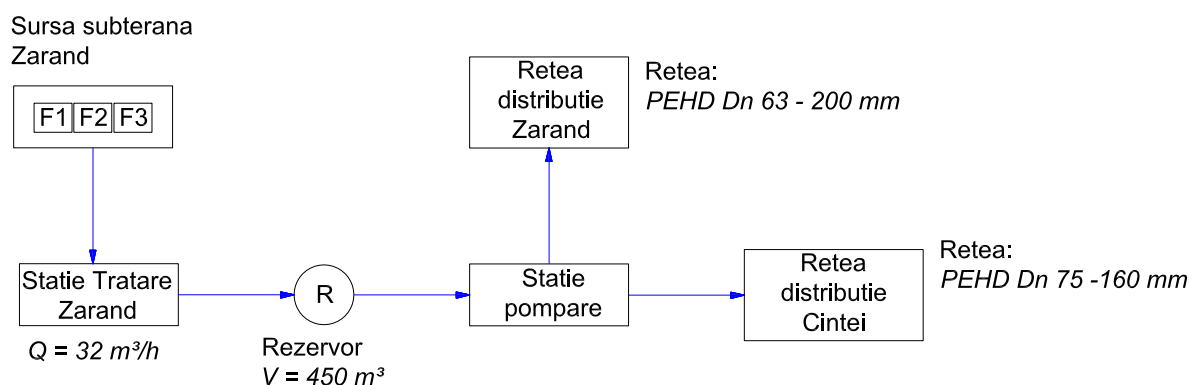 Sursa subterana
Zarand
F1 F2 F3
Retea
distributie
Zarand
Retea:
PEHD Dn 63 - 200 mm
Statie Tratare
Zarand
Q = 32 m³/h
R
Rezervor
V = 450 m³
Statie
pompare
Retea
distributie
Cintei
Retea:
PEHD Dn 75 -160 mm